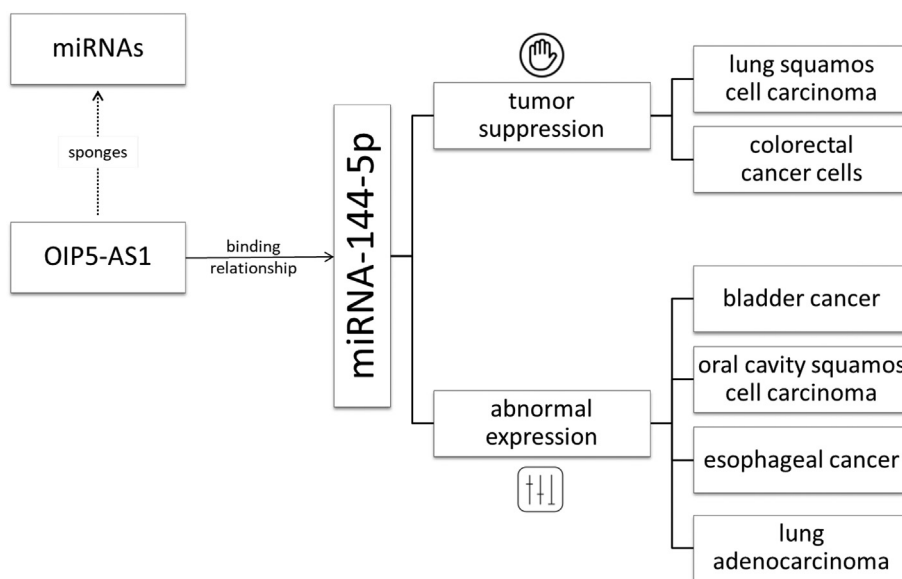 miRNAs
sponges
OIP5-AS1
binding
relationship
miRNA-144-5p
tumor
suppression
lung squamos
cell carcinoma
colorectal
cancer cells
abnormal
expression
bladder cancer
oral cavity squamos
cell carcinoma
esophageal cancer
lung
adenocarcinoma